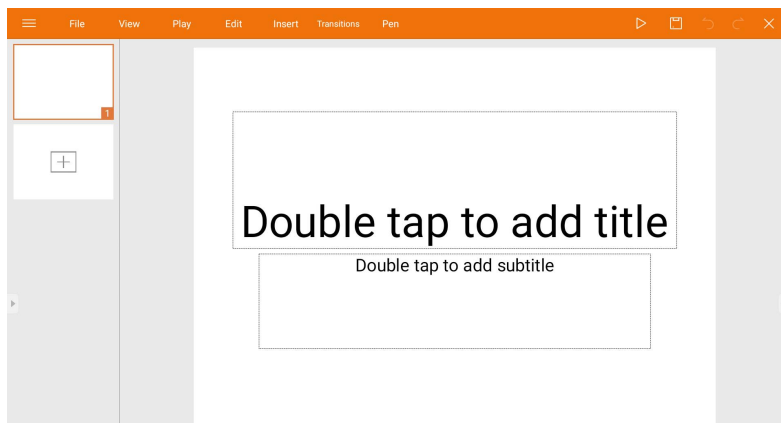 File View Play Edit Insert Transitions Pen
1
Double tap to add title
Double tap to add subtitle